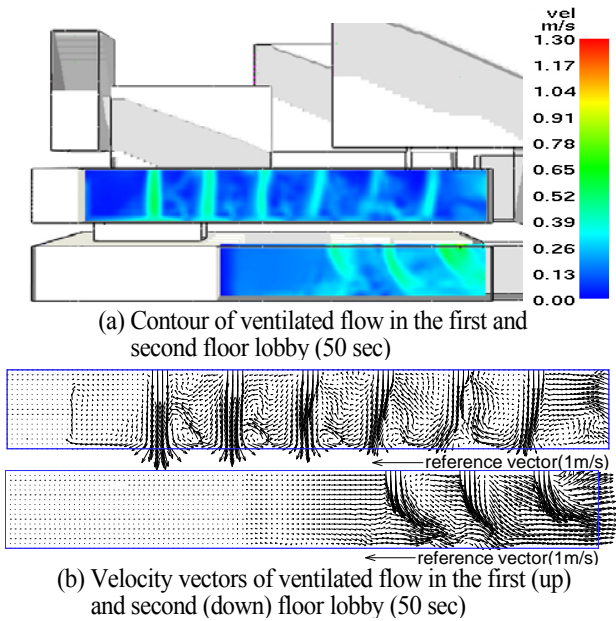 vel
m/s
1.30
1.17
1.04
0.91
0.78
0.65
0.52
0.39
0.26
0.13
0.00
(a) Contour of ventilated flow in the first and
second floor lobby (50 sec)
reference vector(1m/s)
reference vector(1m/s)
(b) Velocity vectors of ventilated flow in the first (up)
and second (down) floor lobby (50 sec)